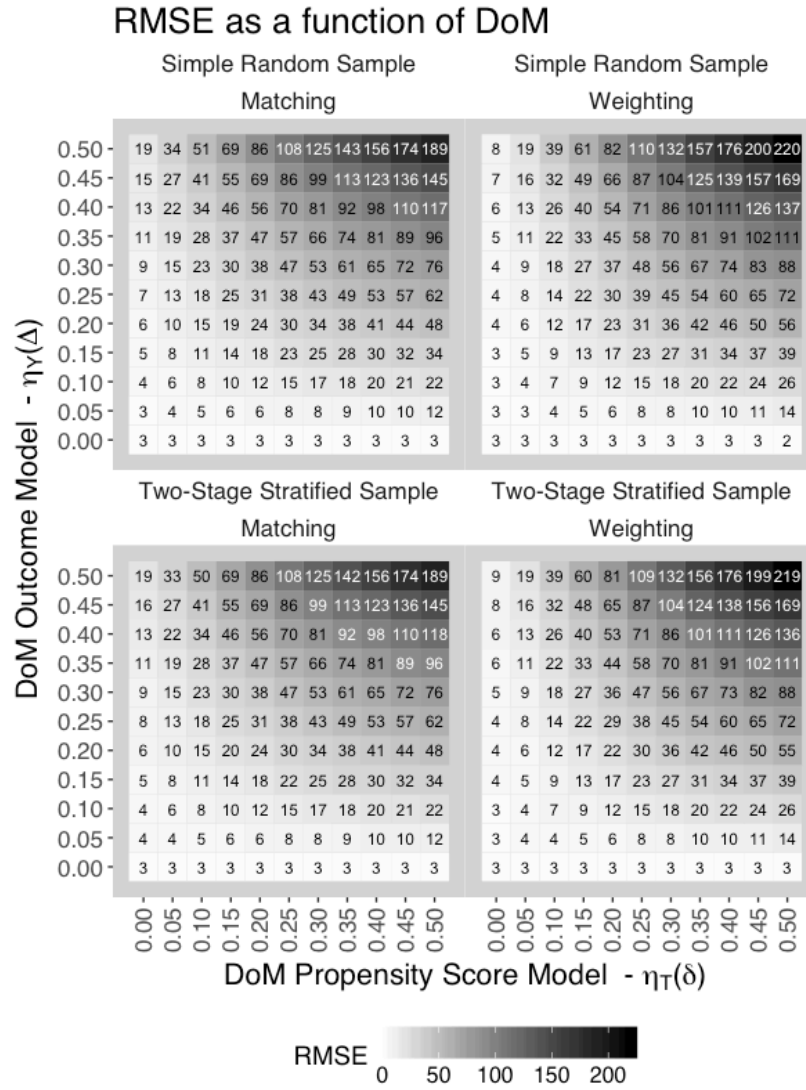 RMSE as a function of DoM
Simple Random Sample Simple Random Sample
Matching Weighting
0.50 19 34 51 69 86 108 125 143 156 174 189 8 19 39 61 82 110 132 157 176 200 220
0.45 15 27 41 55 69 86 99 113 123 136 145 7 16 32 49 66 87 104 125 139 157 169
0.40 13 22 34 46 56 70 81 92 98 110 117 6 13 26 40 54 71 86 101 111 126 137
0.35 11 19 28 37 47 57 66 74 81 89 96 5 11 22 33 45 58 70 81 91 102 111
0.30 9 15 23 30 38 47 53 61 65 72 76 4 9 18 27 37 48 56 67 74 83 88
0.25 7 13 18 25 31 38 43 49 53 57 62 4 8 14 22 30 39 45 54 60 65 72
0.20 6 10 15 19 24 30 34 38 41 44 48 4 6 12 17 23 31 36 42 46 50 56
0.15 5 8 11 14 18 23 25 28 30 32 34 3 5 9 13 17 23 27 31 34 37 39
0.10 4 6 8 10 12 15 17 18 20 21 22 3 4 7 9 12 15 18 20 22 24 26
0.05 3 4 5 6 6 8 8 9 10 10 12 3 3 4 5 6 8 8 10 10 11 14
0.00 3 3 3 3 3 3 3 3 3 3 3 3 3 3 3 3 3 3 3 3 3 2
DoM Outcome Model - ηY(Δ)
Two-Stage Stratified Sample Two-Stage Stratified Sample
Matching Weighting
0.50 19 33 50 69 86 108 125 142 156 174 189 9 19 39 60 81 109 132 156 176 199 219
0.45 16 27 41 55 69 86 99 113 123 136 145 8 16 32 48 65 87 104 124 138 156 169
0.40 13 22 34 46 56 70 81 92 98 110 118 6 13 26 40 53 71 86 101 111 126 136
0.35 11 19 28 37 47 57 66 74 81 89 96 6 11 22 33 44 58 70 81 91 102 111
0.30 9 15 23 30 38 47 53 61 65 72 76 5 9 18 27 36 47 56 67 73 82 88
0.25 8 13 18 25 31 38 43 49 53 57 62 4 8 14 22 29 38 45 54 60 65 72
0.20 6 10 15 20 24 30 34 38 41 44 48 4 6 12 17 22 30 36 42 46 50 55
0.15 5 8 11 14 18 22 25 28 30 32 34 4 5 9 13 17 23 27 31 34 37 39
0.10 4 6 8 10 12 15 17 18 20 21 22 3 4 7 9 12 15 18 20 22 24 26
0.05 4 4 5 6 6 8 8 9 10 10 12 3 4 4 5 6 8 8 10 10 11 14
0.00 3 3 3 3 3 3 3 3 3 3 3 3 3 3 3 3 3 3 3 3 3 3
0.00 0.05 0.10 0.15 0.20 0.25 0.30 0.35 0.40 0.45 0.50 0.00 0.05 0.10 0.15 0.20 0.25 0.30 0.35 0.40 0.45 0.50
DoM Propensity Score Model - ηT(δ)
RMSE
0 50 100 150 200